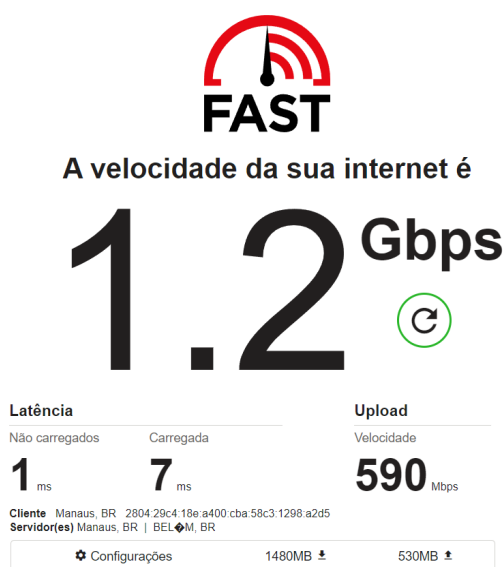 FAST
A velocidade da sua internet é
1.2 Gbps
Latência Upload
Não carregados Carregada Velocidade
1 ms 7 ms 590 Mbps
Cliente Manaus, BR 2804:29c4:18e:a400:cba:58c3:1298:a2d5
Servidor(es) Manaus, BR | BEL�M, BR
Configurações 1480MB 530MB